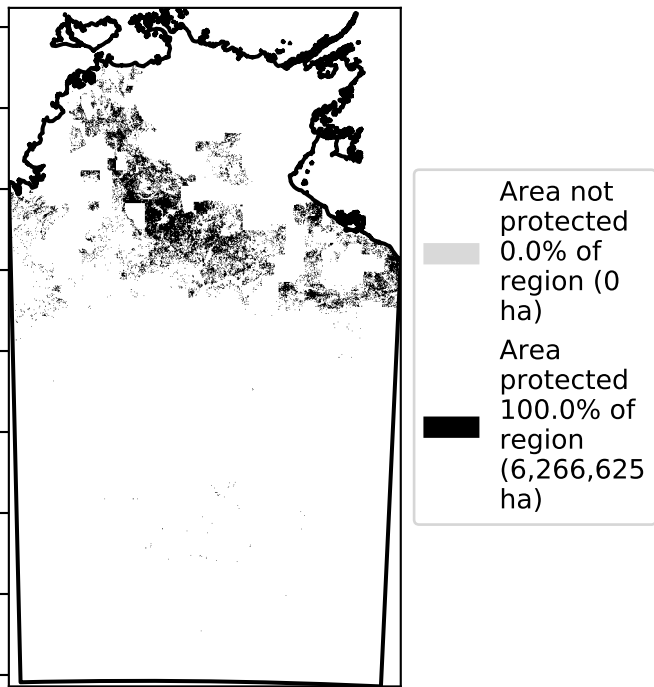 Area not
protected
0.0% of
region (0
ha)
Area
protected
100.0% of
region
(6,266,625
ha)